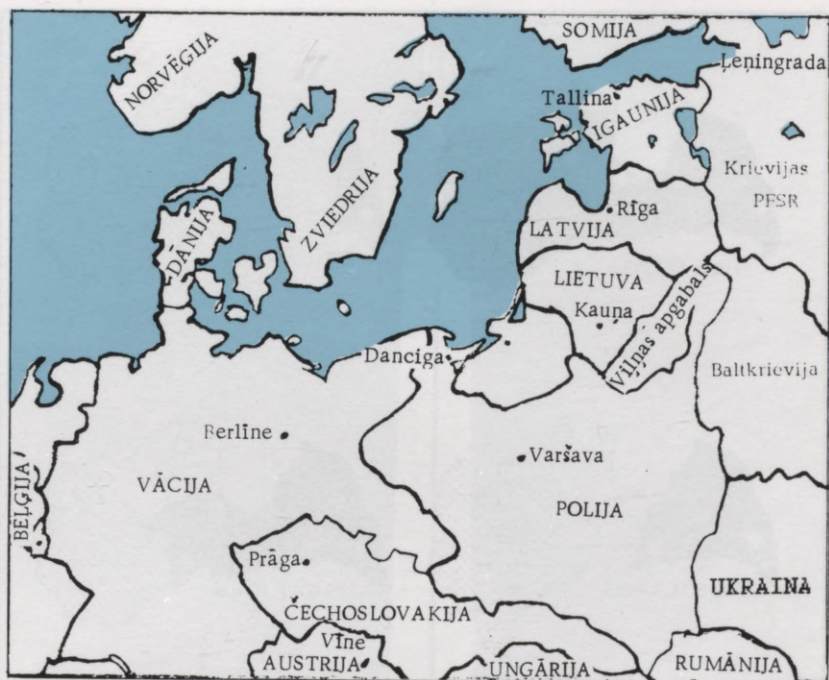 SOMIJA
NORVĒĢIJA
Ļeņingrada
Tallina
IGAUNIJA
ZVIEDRIJA
Krievijas
PFSR
Rīga
LATVIJA
DĀNIJA
LIETUVA
Kauņa
Viļņas apgabals
Danciga
Baltkrievija
Berlīne
Varšava
VĀCIJA
POLIJA
BEĻĢIJA
Prāga
UKRAINA
ČECHOSLOVAKIJA
Vīne
AUSTRIJA
UNGĀRIJA
RUMĀNIJA